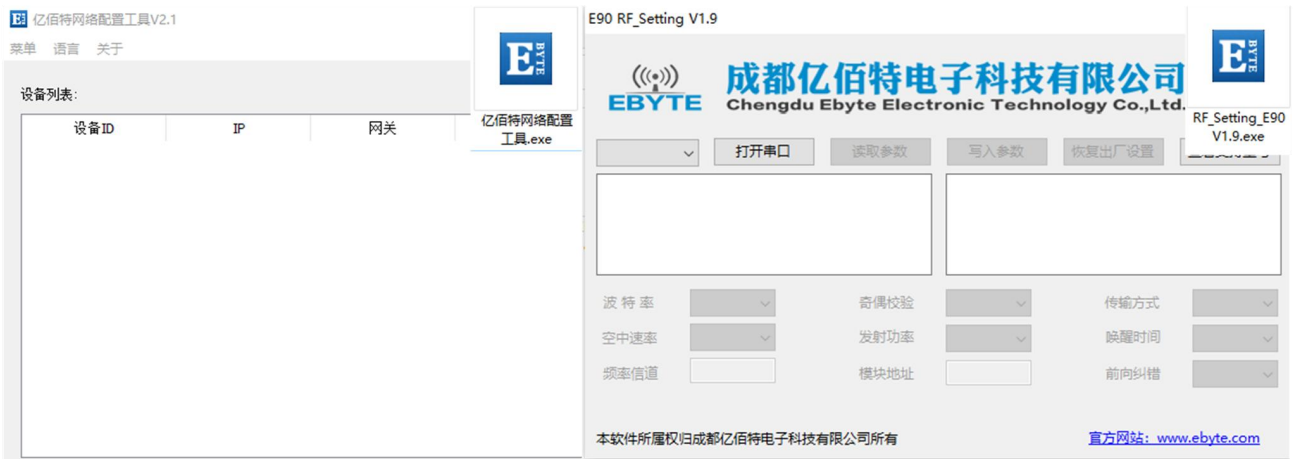 亿佰特网络配置工具V2.1
菜单 语言 关于
设备列表:
设备ID IP 网关
EBYTE
亿佰特网络配置
工具.exe
E90 RF_Setting V1.9
EBYTE
成都亿佰特电子科技有限公司
Chengdu Ebyte Electronic Technology Co.,Ltd.
EBYTE
RF_Setting_E90
V1.9.exe
打开串口 读取参数 写入参数 恢复出厂设置
波特率 奇偶校验 传输方式
空中速率 发射功率 唤醒时间
频率信道 模块地址 前向纠错
本软件所属权归成都亿佰特电子科技有限公司所有
官方网站：www.ebyte.com